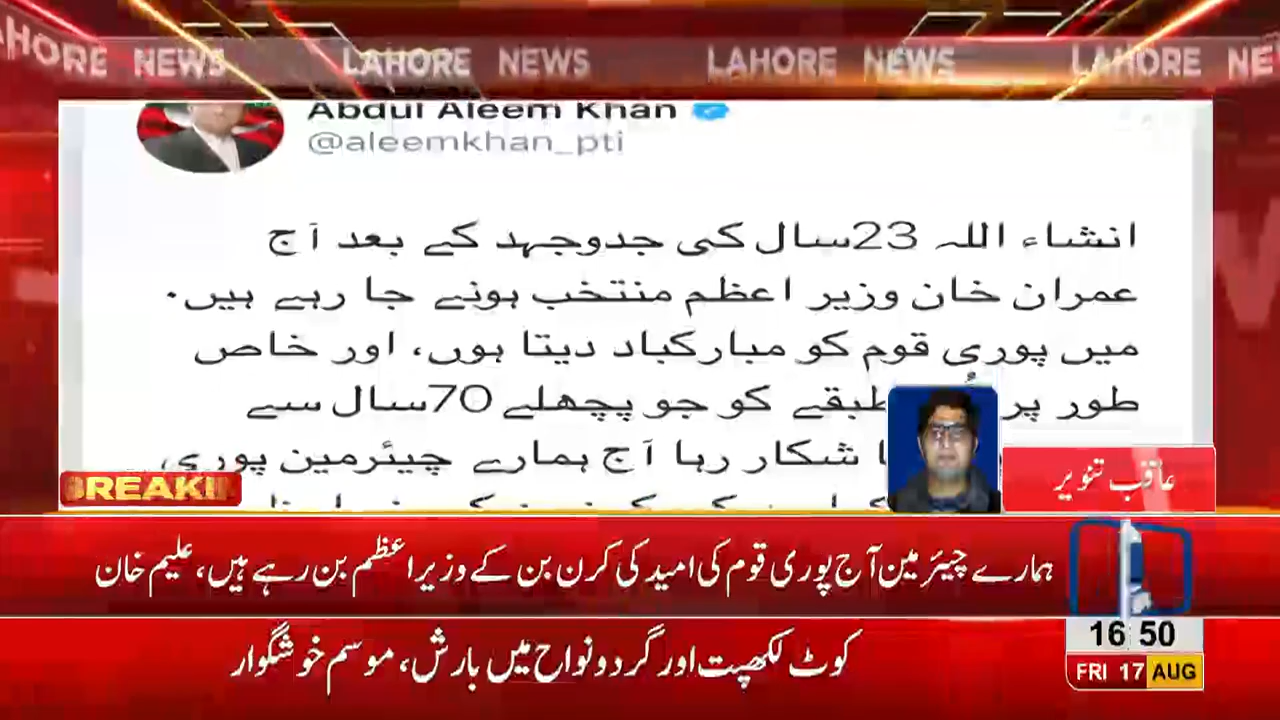 LAHORE NEWS LAHORE NEWS LAHORE NEWS LAHORE NE
Abdul Aleem Khan
@aleemkhan_pti
انشاء اللہ 23سال کی جدوجہد کے بعد آج
عمران خان وزیر اعظم منتخب ہونے جا رہے ہیں.
میں پوری قوم کو مبارکباد دیتا ہوں، اور خاص
طور پر طبقے کو جو پچھلے 70سال سے
شکار رہا آج ہمارے چیئرمین پوری
BREAKIN
عاقب تنویر
ہمارے چیئرمین آج پوری قوم کی امید کی کرن بن کے وزیراعظم بن رہے ہیں، علیم خان
16 50
کوٹ لکھپت اور گردونواح میں بارش، موسم خوشگوار
FRI 17 AUG